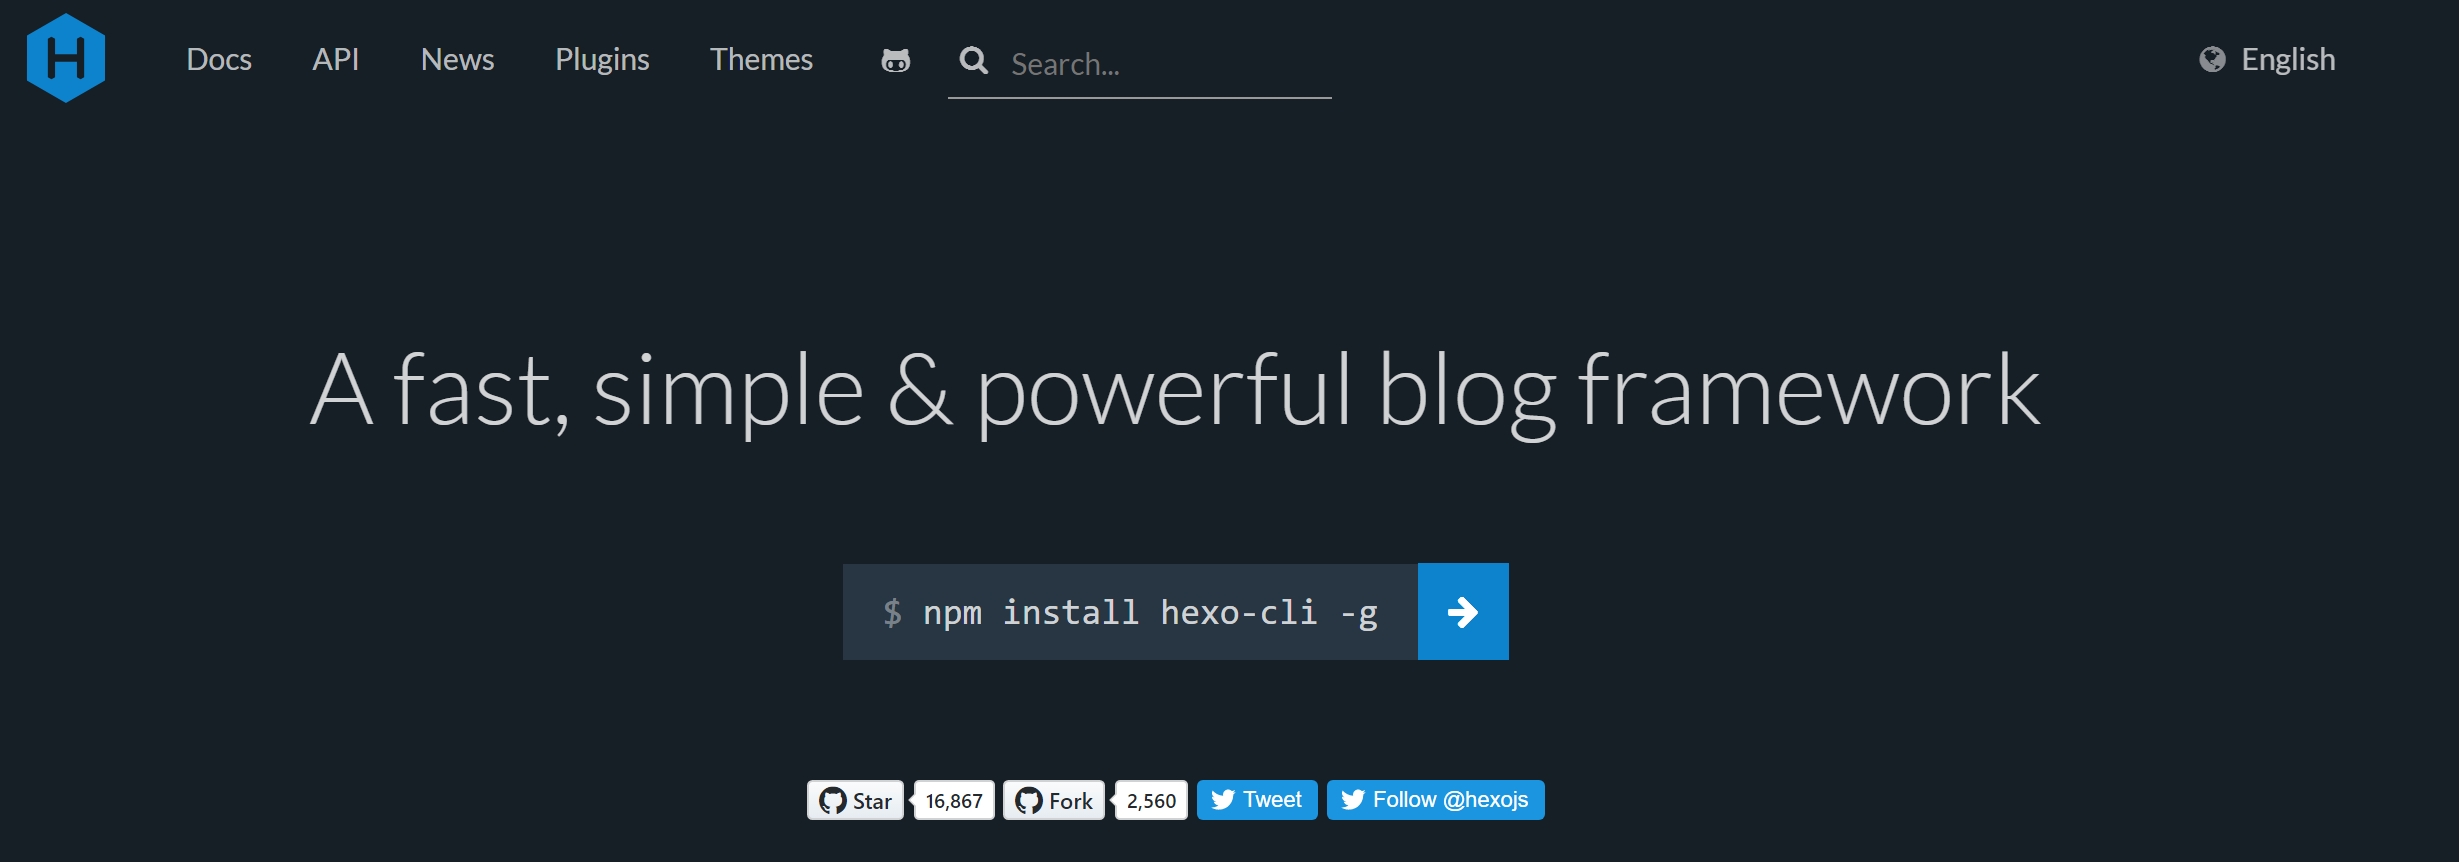 H
Docs API News Plugins Themes Search... English
A fast, simple & powerful blog framework
$ npm install hexo-cli -g
Star 16,867 Fork 2,560 Tweet Follow @hexojs